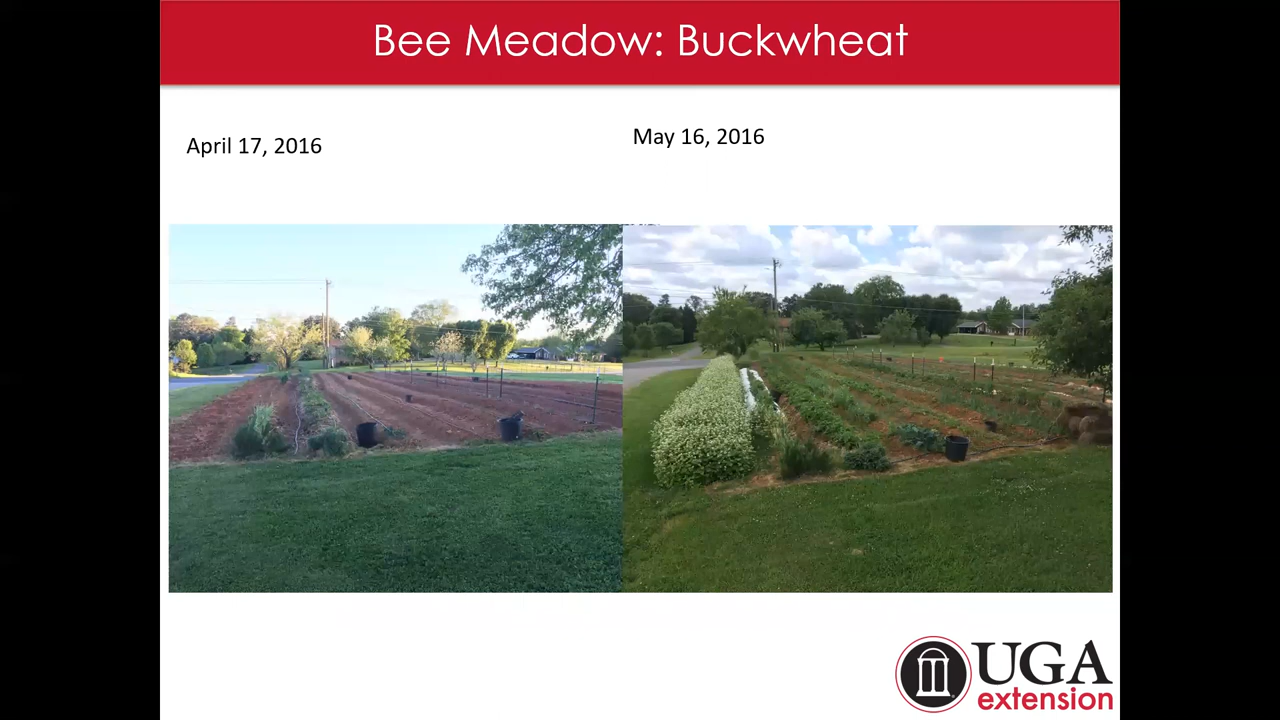 Bee Meadow: Buckwheat
April 17, 2016
May 16, 2016
UGA
extension